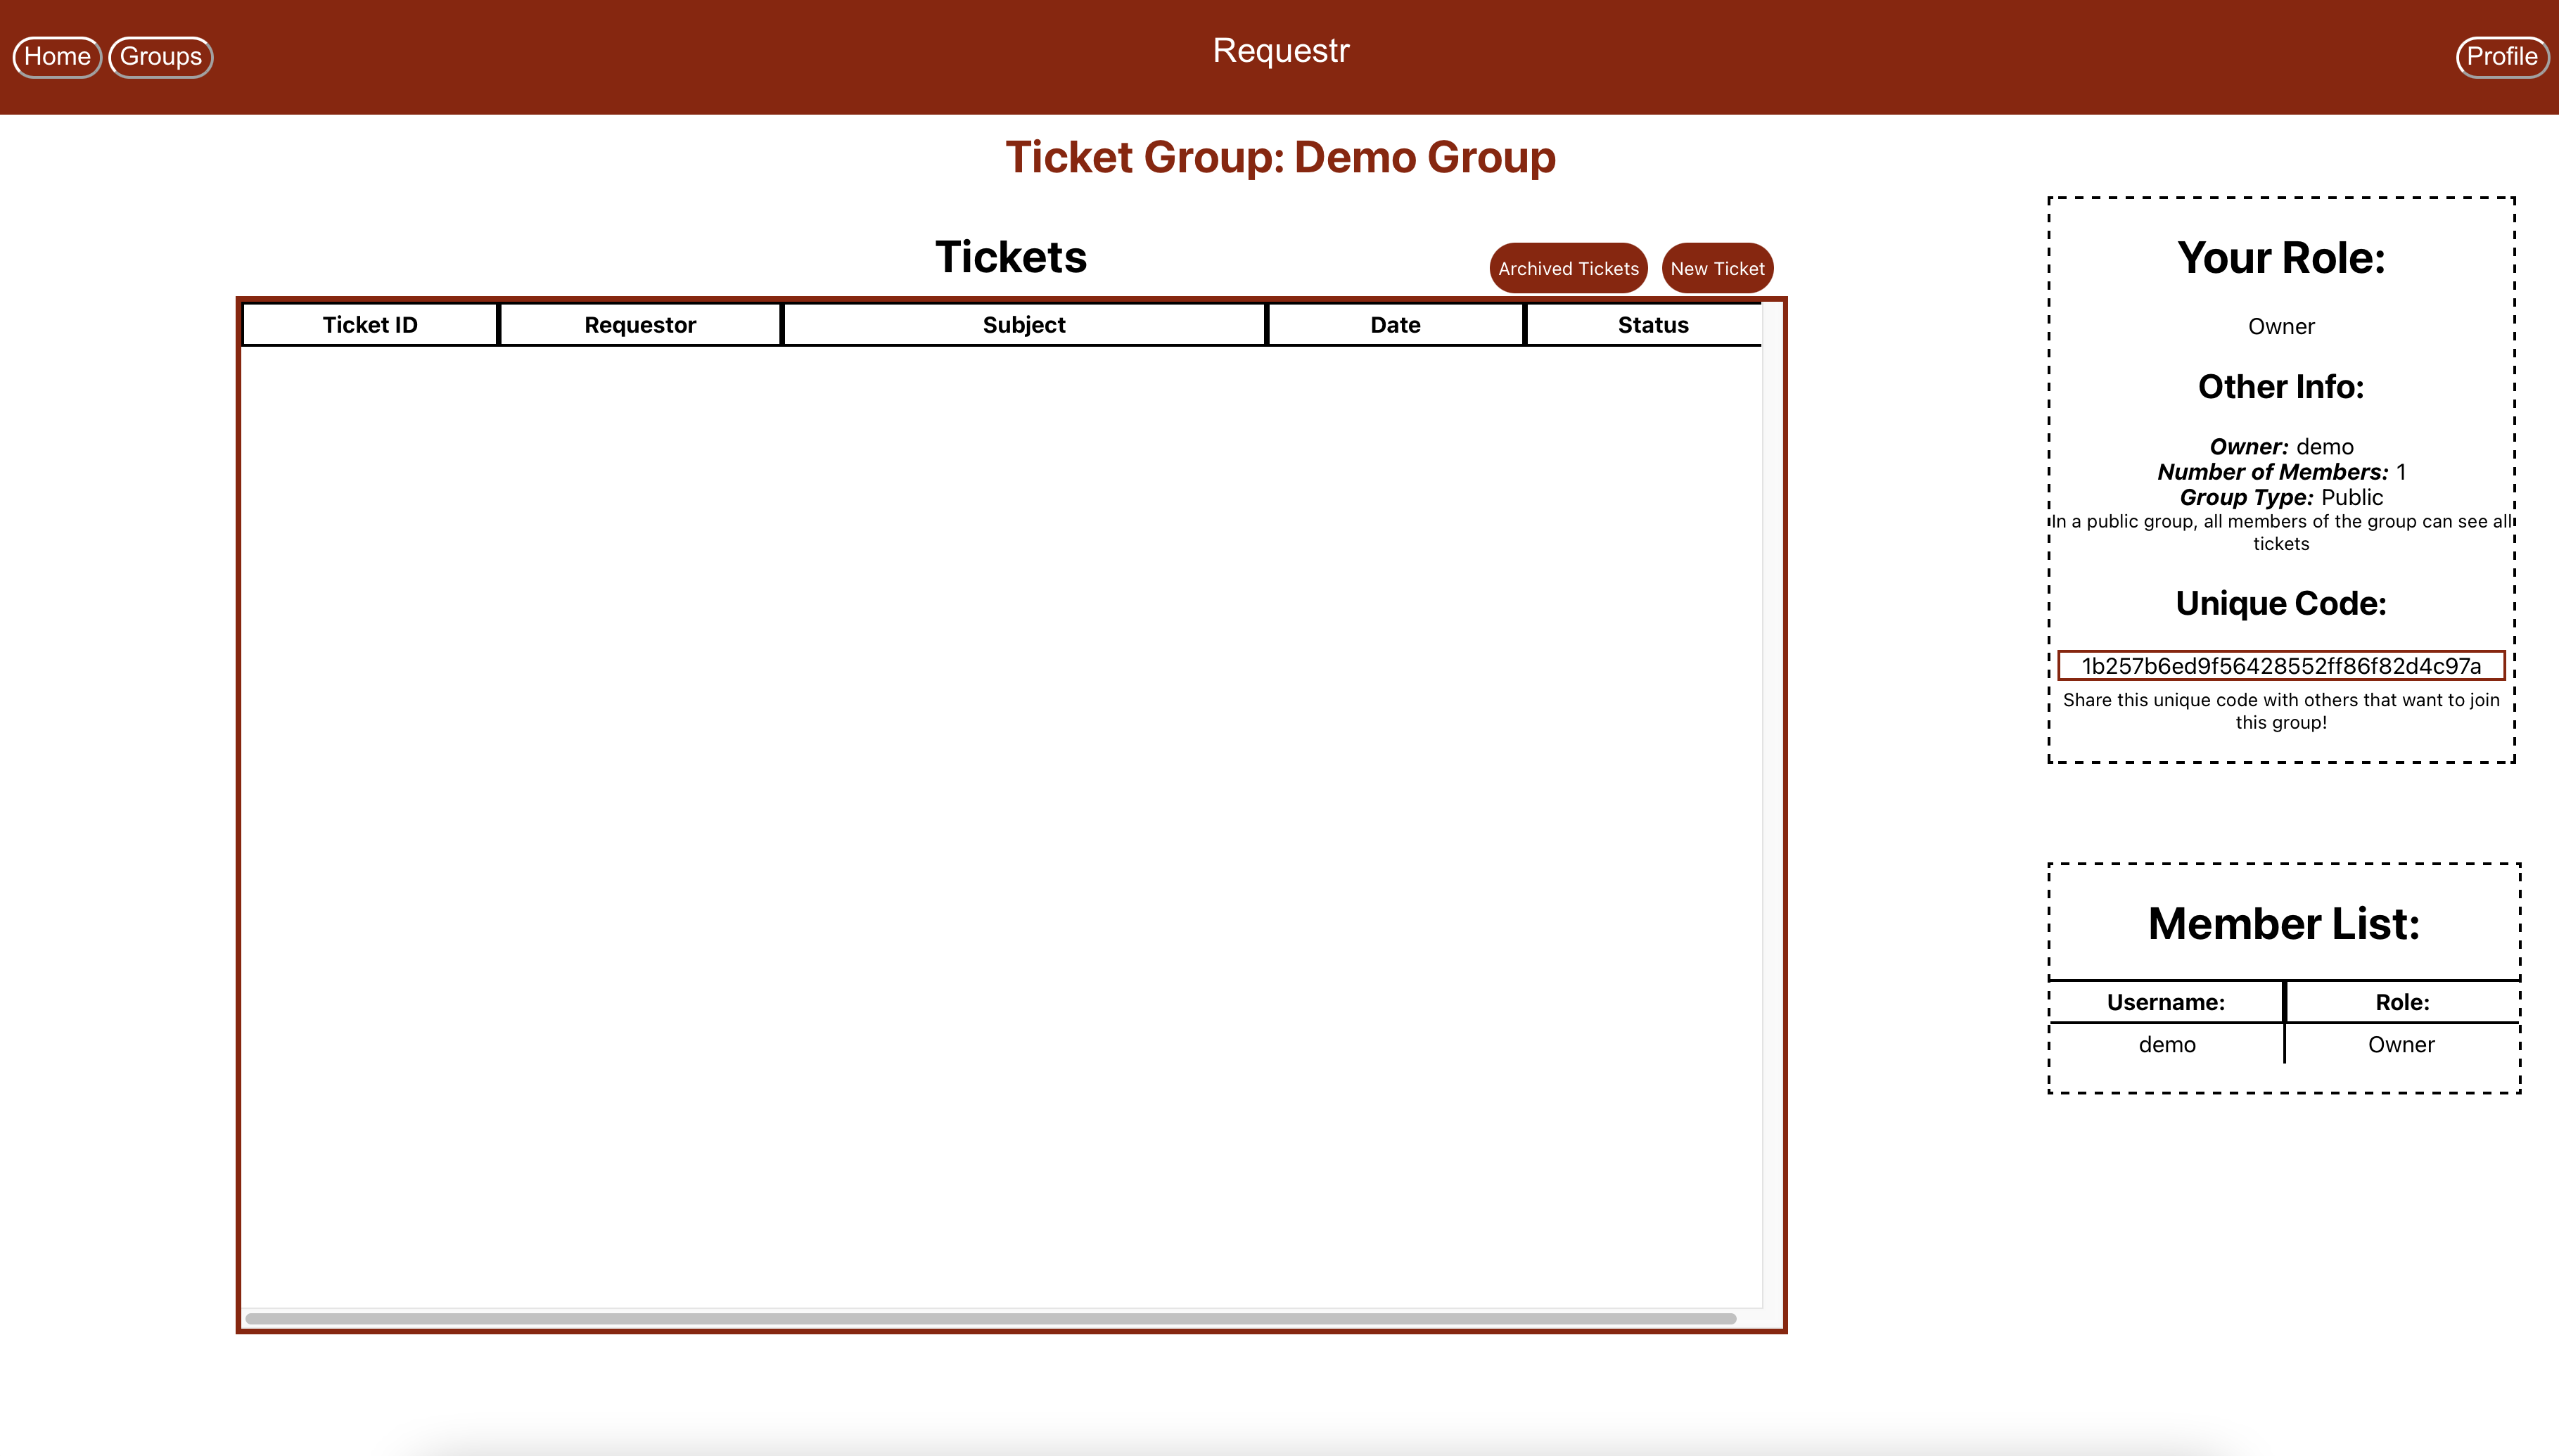 Home Groups Requestr Profile
Ticket Group: Demo Group
Tickets
Archived Tickets New Ticket
Ticket ID Requestor Subject Date Status
Your Role:
Owner
Other Info:
Owner: demo
Number of Members: 1
Group Type: Public
In a public group, all members of the group can see all
tickets
Unique Code:
1b257b6ed9f56428552ff86f82d4c97a
Share this unique code with others that want to join
this group!
Member List:
Username: Role:
demo Owner